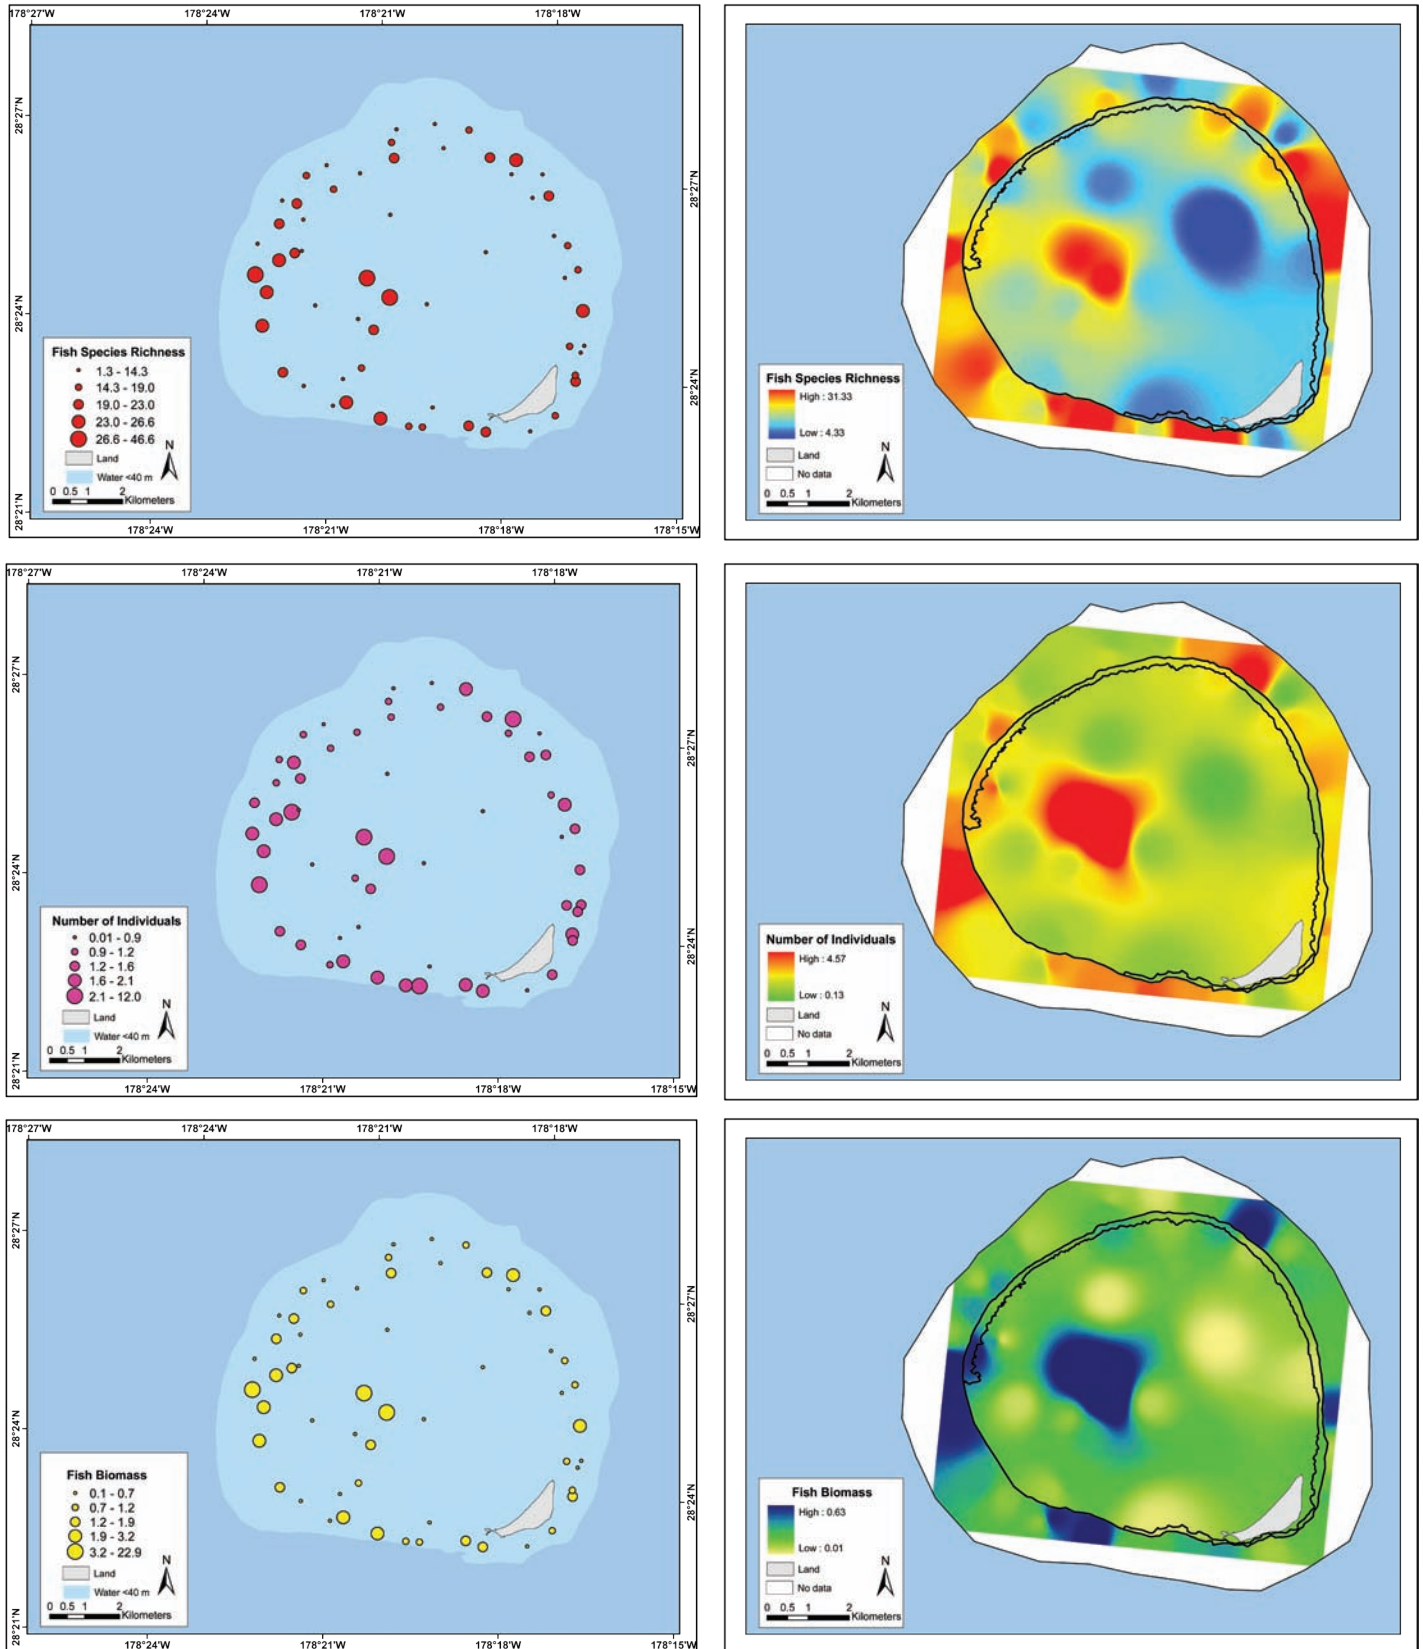 178°27'W 178°24'W 178°21'W 178°18'W
28°27'N
28°27'N
28°24'N
28°24'N
28°21'N
Fish Species Richness
1.3 - 14.3
14.3 - 19.0
19.0 - 23.0
23.0 - 26.6
26.6 - 46.6
Land
Water <40 m
N
0 0.5 1 2
Kilometers
178°24'W 178°21'W 178°18'W 178°15'W
Fish Species Richness
High : 31.33
Low : 4.33
Land
No data
N
0 0.5 1 2
Kilometers
178°27'W 178°24'W 178°21'W 178°18'W
28°27'N
28°27'N
28°24'N
28°24'N
28°21'N
Number of Individuals
0.01 - 0.9
0.9 - 1.2
1.2 - 1.6
1.6 - 2.1
2.1 - 12.0
Land
Water <40 m
N
0 0.5 1 2
Kilometers
178°24'W 178°21'W 178°18'W 178°15'W
Number of Individuals
High : 4.57
Low : 0.13
Land
No data
N
0 0.5 1 2
Kilometers
178°27'W 178°24'W 178°21'W 178°18'W
28°27'N
28°27'N
28°24'N
28°24'N
28°21'N
Fish Biomass
0.1 - 0.7
0.7 - 1.2
1.2 - 1.9
1.9 - 3.2
3.2 - 22.9
Land
Water <40 m
N
0 0.5 1 2
Kilometers
178°24'W 178°21'W 178°18'W 178°15'W
Fish Biomass
High : 0.63
Low : 0.01
Land
No data
N
0 0.5 1 2
Kilometers